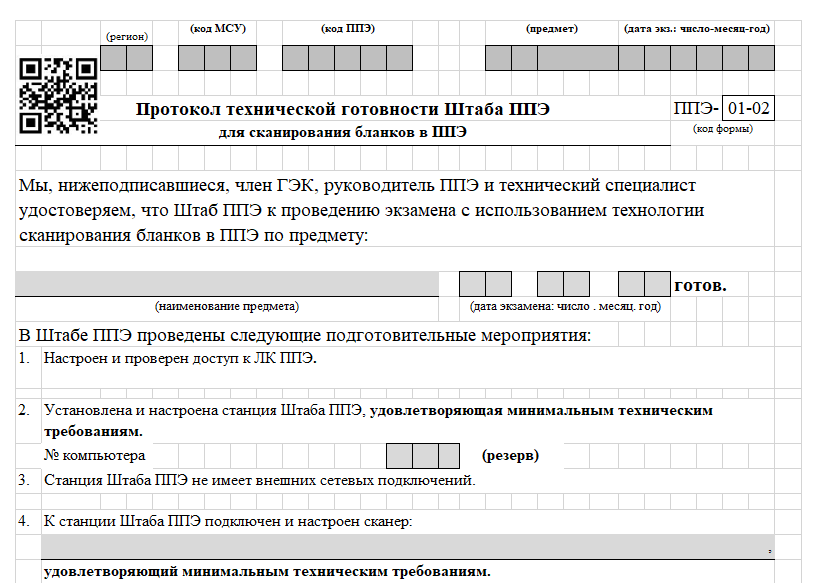 (регион) (код МСУ) (код ППЭ) (предмет) (дата экз.: число-месяц-год)
Протокол технической готовности Штаба ППЭ
для сканирования бланков в ППЭ
ППЭ- 01-02
(код формы)
Мы, нижеподписавшиеся, член ГЭК, руководитель ППЭ и технический специалист
удостоверяем, что Штаб ППЭ к проведению экзамена с использованием технологии
сканирования бланков в ППЭ по предмету:
готов.
(наименование предмета) (дата экзамена: число . месяц. год)
В Штабе ППЭ проведены следующие подготовительные мероприятия:
1. Настроен и проверен доступ к ЛК ППЭ.
2. Установлена и настроена станция Штаба ППЭ, удовлетворяющая минимальным техническим
требованиям.
№ компьютера (резерв)
3. Станция Штаба ППЭ не имеет внешних сетевых подключений.
4. К станции Штаба ППЭ подключен и настроен сканер:
,
удовлетворяющий минимальным техническим требованиям.